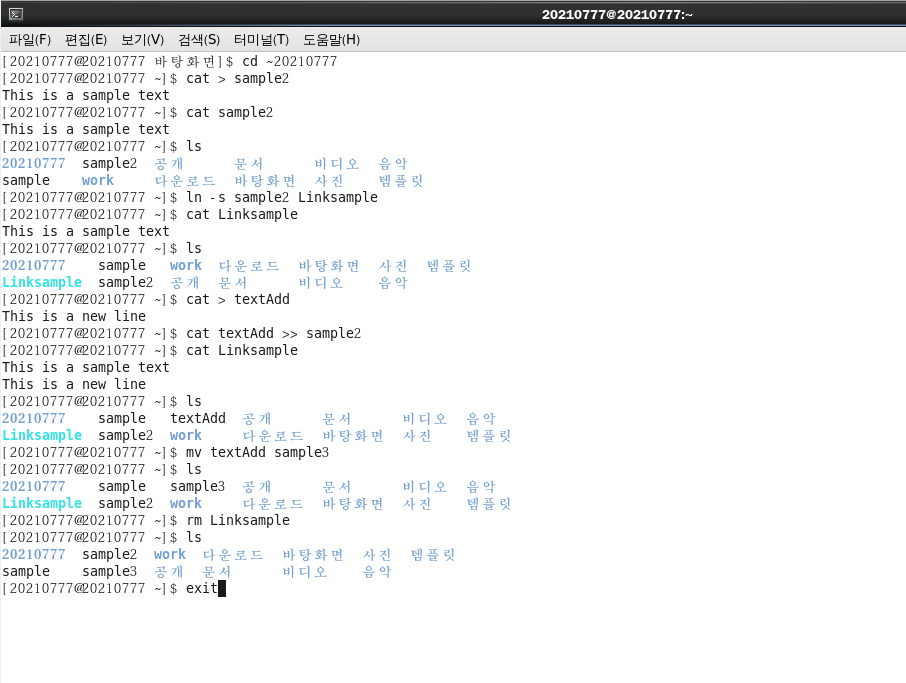 20210777@20210777:~
파일(F) 편집(E) 보기(V) 검색(S) 터미널(T) 도움말(H)
[20210777@20210777 바탕화면]$ cd ~20210777
[20210777@20210777 ~]$ cat > sample2
This is a sample text
[20210777@20210777 ~]$ cat sample2
This is a sample text
[20210777@20210777 ~]$ ls
20210777 sample2 공개 문서 비디오 음악
sample work 다운로드 바탕화면 사진 템플릿
[20210777@20210777 ~]$ ln -s sample2 Linksample
[20210777@20210777 ~]$ cat Linksample
This is a sample text
[20210777@20210777 ~]$ ls
20210777 sample work 다운로드 바탕화면 사진 템플릿
Linksample sample2 공개 문서 비디오 음악
[20210777@20210777 ~]$ cat > textAdd
This is a new line
[20210777@20210777 ~]$ cat textAdd >> sample2
[20210777@20210777 ~]$ cat Linksample
This is a sample text
This is a new line
[20210777@20210777 ~]$ ls
20210777 sample textAdd 공개 문서 비디오 음악
Linksample sample2 work 다운로드 바탕화면 사진 템플릿
[20210777@20210777 ~]$ mv textAdd sample3
[20210777@20210777 ~]$ ls
20210777 sample sample3 공개 문서 비디오 음악
Linksample sample2 work 다운로드 바탕화면 사진 템플릿
[20210777@20210777 ~]$ rm Linksample
[20210777@20210777 ~]$ ls
20210777 sample2 work 다운로드 바탕화면 사진 템플릿
sample sample3 공개 문서 비디오 음악
[20210777@20210777 ~]$ exit